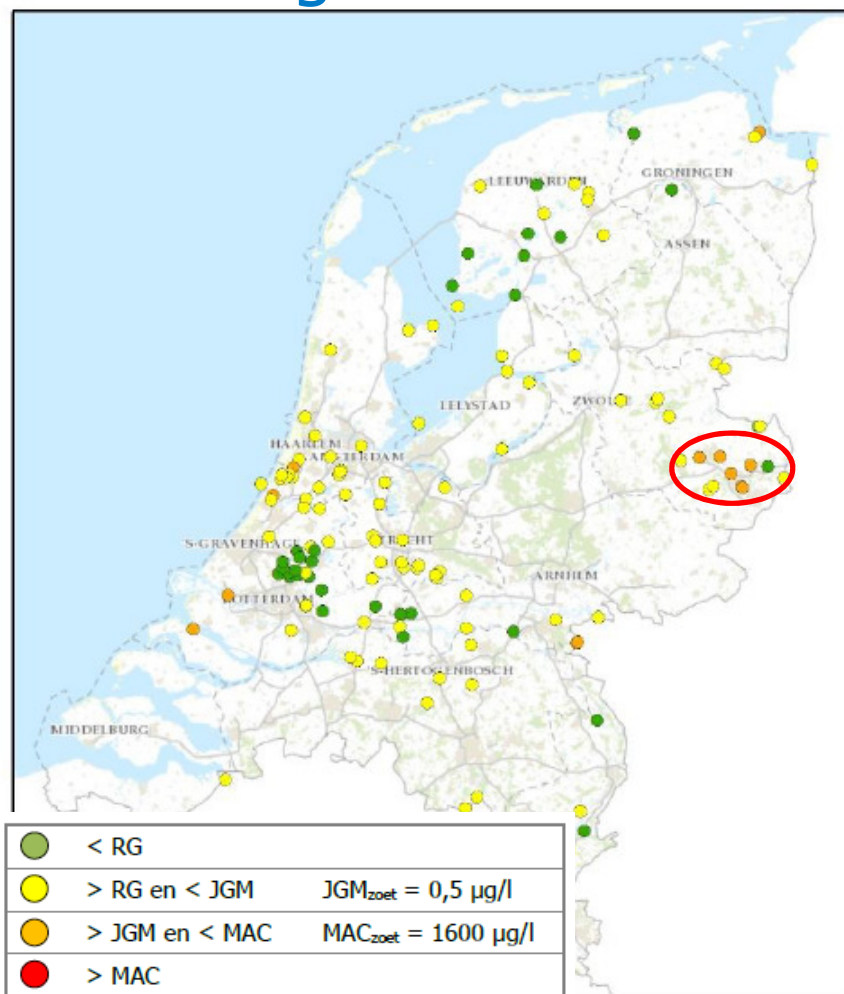 LEEUWARDEN
GRONINGEN
ASSEN
LELYSTAD
ZWOLLE
HAARLEM
AMSTERDAM
'S-GRAVENHAGE
UTRECHT
ARNHEM
ROTTERDAM
'S-HERTOGENBOSCH
MIDDELBURG
< RG
> RG en < JGM JGMzoet = 0,5 µg/l
> JGM en < MAC MACzoet = 1600 µg/l
> MAC